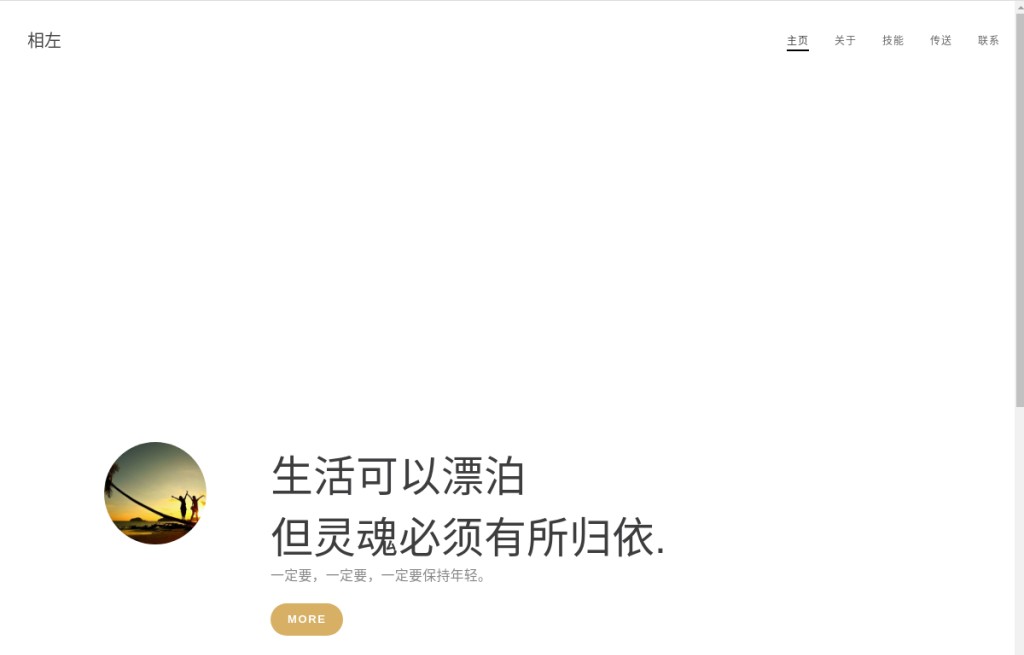 相左
主页 关于 技能 传送 联系
生活可以漂泊
但灵魂必须有所归依.
一定要，一定要，一定要保持年轻。
MORE